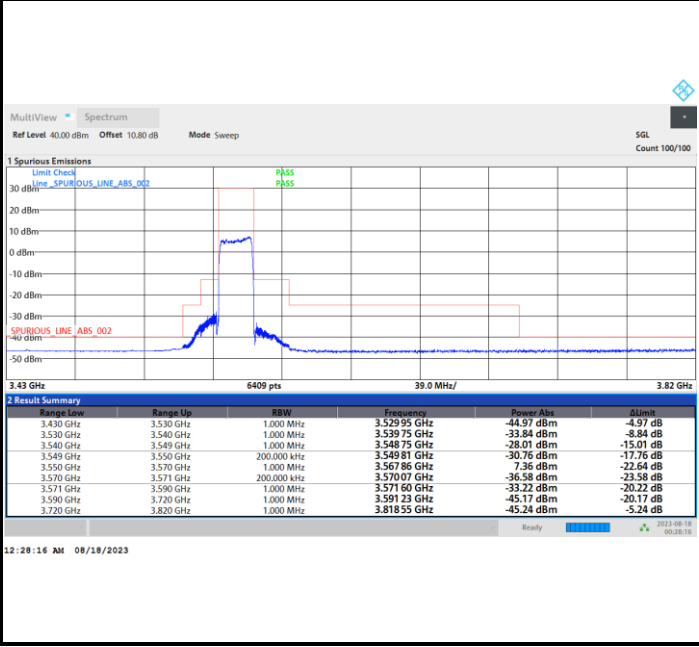 MultiView Spectrum
Ref Level 40.00 dBm Offset 10.80 dB Mode Sweep SGL
Count 100/100
1 Spurious Emissions
Limit Check PASS
Line _SPURIOUS_LINE_ABS_002 PASS
30 dBm
20 dBm
10 dBm
0 dBm
-10 dBm
-20 dBm
-30 dBm
SPURIOUS_LINE_ABS_002
-40 dBm
-50 dBm
3.43 GHz 6409 pts 39.0 MHz/ 3.82 GHz
2 Result Summary
Range Low Range Up RBW Frequency Power Abs ΔLimit
3.430 GHz 3.530 GHz 1.000 MHz 3.529 95 GHz -44.97 dBm -4.97 dB
3.530 GHz 3.540 GHz 1.000 MHz 3.539 75 GHz -33.84 dBm -8.84 dB
3.540 GHz 3.549 GHz 1.000 MHz 3.548 75 GHz -28.01 dBm -15.01 dB
3.549 GHz 3.550 GHz 200.000 kHz 3.549 81 GHz -30.76 dBm -17.76 dB
3.550 GHz 3.570 GHz 1.000 MHz 3.567 86 GHz 7.36 dBm -22.64 dB
3.570 GHz 3.571 GHz 200.000 kHz 3.570 07 GHz -36.58 dBm -23.58 dB
3.571 GHz 3.590 GHz 1.000 MHz 3.571 60 GHz -33.22 dBm -20.22 dB
3.590 GHz 3.720 GHz 1.000 MHz 3.591 23 GHz -45.17 dBm -20.17 dB
3.720 GHz 3.820 GHz 1.000 MHz 3.818 55 GHz -45.24 dBm -5.24 dB
Ready 2023-08-18
00:28:16
12:28:16 AM 08/18/2023